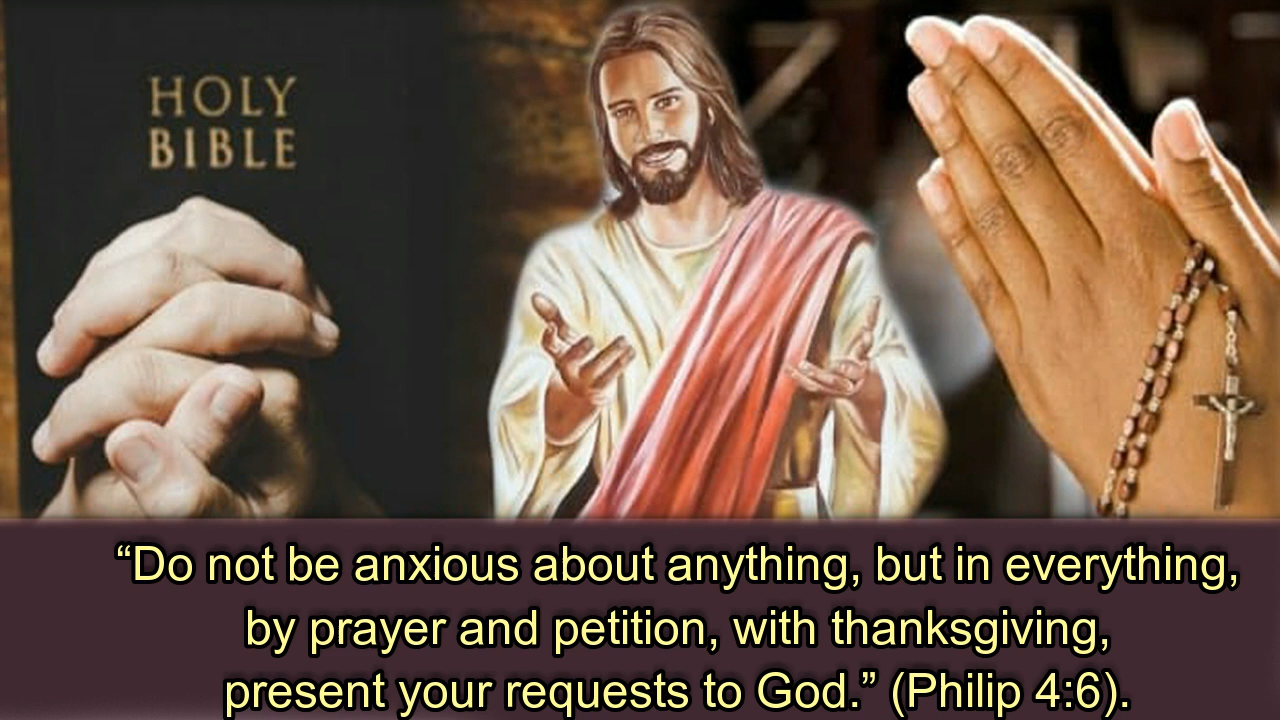 HOLY
BIBLE
“Do not be anxious about anything, but in everything,
by prayer and petition, with thanksgiving,
present your requests to God.” (Philip 4:6).